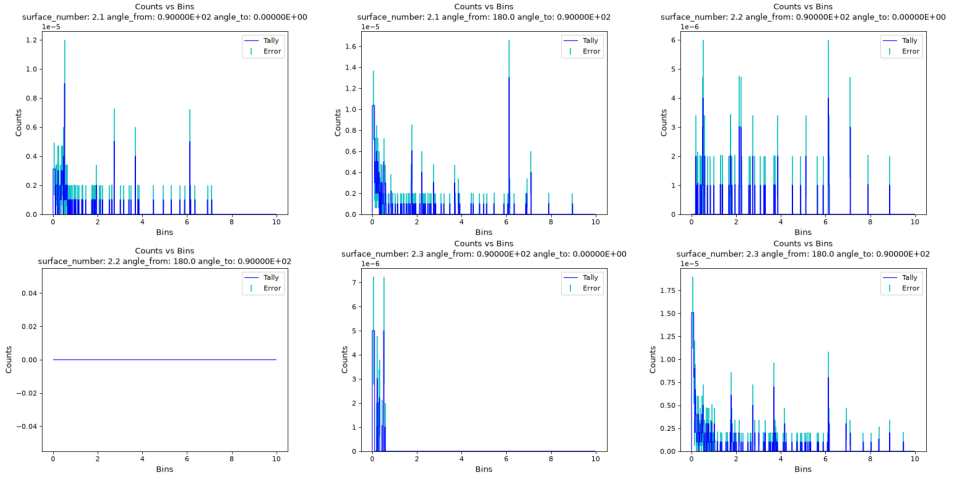 Counts vs Bins
surface_number: 2.1 angle_from: 0.90000E+02 angle_to: 0.00000E+00
1e−5
Tally
Error
1.2
1.0
0.8
0.6
0.4
0.2
0.0
Counts
0 2 4 6 8 10
Bins
Counts vs Bins
surface_number: 2.1 angle_from: 180.0 angle_to: 0.90000E+02
1e−5
Tally
Error
1.6
1.4
1.2
1.0
0.8
0.6
0.4
0.2
0.0
Counts
0 2 4 6 8 10
Bins
Counts vs Bins
surface_number: 2.2 angle_from: 0.90000E+02 angle_to: 0.00000E+00
1e−6
Tally
Error
6
5
4
3
2
1
0
Counts
0 2 4 6 8 10
Bins
Counts vs Bins
surface_number: 2.2 angle_from: 180.0 angle_to: 0.90000E+02
Tally
Error
0.04
0.02
0.00
−0.02
−0.04
Counts
0 2 4 6 8 10
Bins
Counts vs Bins
surface_number: 2.3 angle_from: 0.90000E+02 angle_to: 0.00000E+00
1e−6
Tally
Error
7
6
5
4
3
2
1
0
Counts
0 2 4 6 8 10
Bins
Counts vs Bins
surface_number: 2.3 angle_from: 180.0 angle_to: 0.90000E+02
1e−5
Tally
Error
1.75
1.50
1.25
1.00
0.75
0.50
0.25
0.00
Counts
0 2 4 6 8 10
Bins